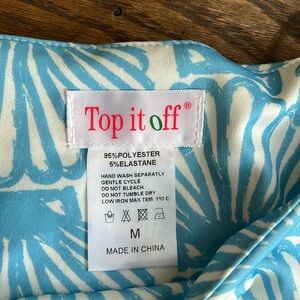 Top it off®
95%POLYESTER
5%ELASTANE
HAND WASH SEPARATLY
GENTLE CYCLE
DO NOT BLEACH
DO NOT TUMBLE DRY
LOW IRON MAX TEM 110 C
M
MADE IN CHINA